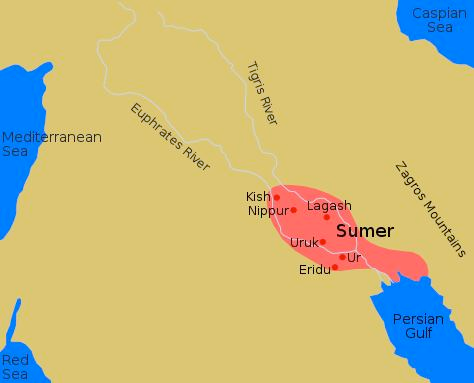 Caspian
Sea
Tigris River
Euphrates River
Mediterranean
Sea
Zagros Mountains
Kish
Nippur
Lagash
Sumer
Uruk
Ur
Eridu
Persian
Gulf
Red
Sea